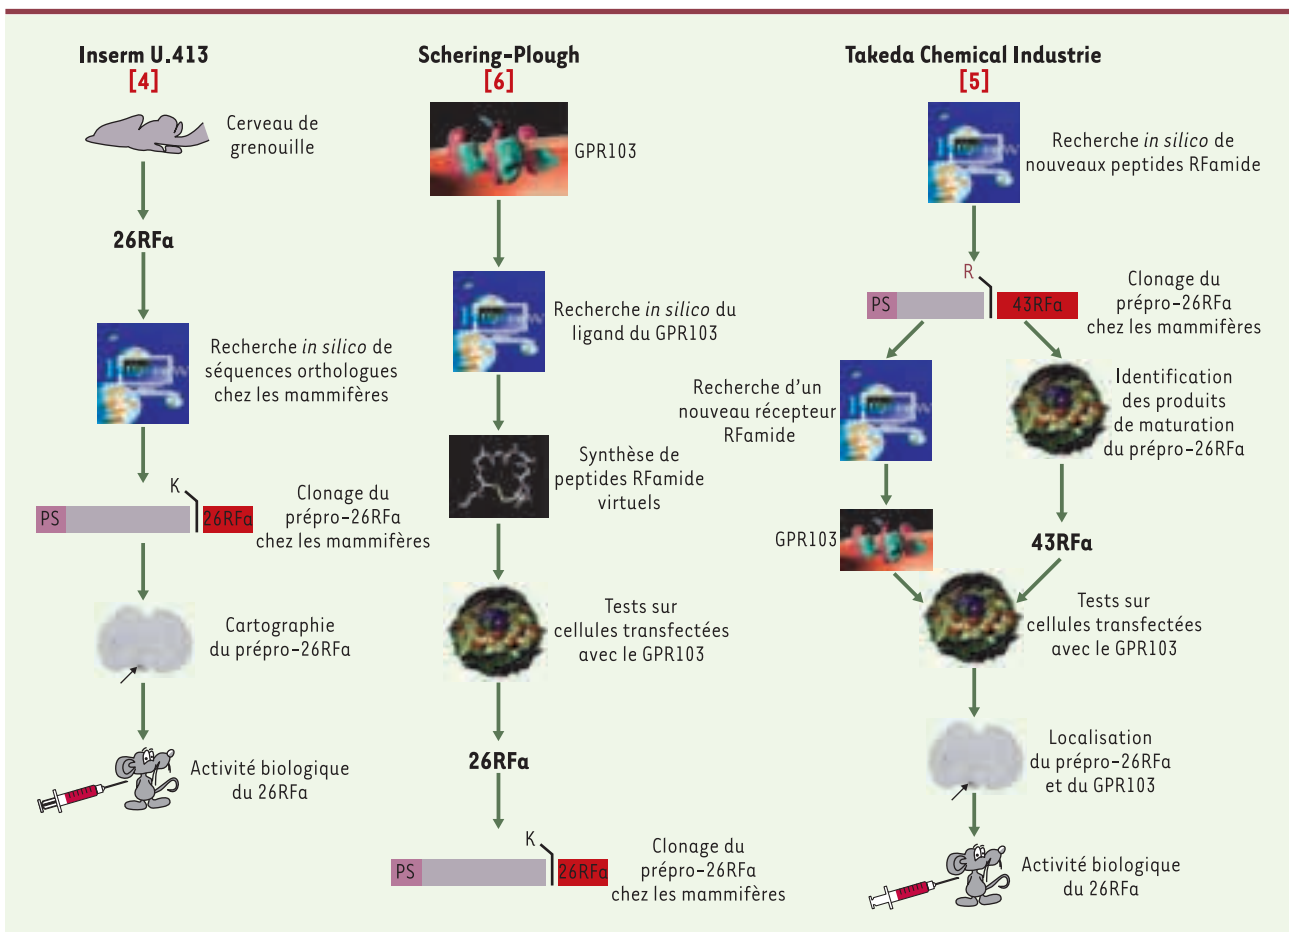 Inserm U.413
[4]
Cerveau de
grenouille
26RFa
Recherche in silico de
séquences orthologues
chez les mammifères
K
PS
26RFa
Clonage du
prépro-26RFa
chez les mammifères
Cartographie
du prépro-26RFa
Activité biologique
du 26RFa
Schering-Plough
[6]
GPR103
Recherche in silico du
ligand du GPR103
Synthèse de
peptides RFamide
virtuels
Tests sur
cellules transfectées
avec le GPR103
26RFa
K
PS
26RFa
Clonage du
prépro-26RFa
chez les mammifères
Takeda Chemical Industrie
[5]
Recherche in silico de
nouveaux peptides RFamide
R
PS
43RFa
Clonage du
prépro-26RFa
chez les mammifères
Recherche d'un
nouveau récepteur
RFamide
Identification
des produits
de maturation
du prépro-26RFa
GPR103
43RFa
Tests sur
cellules transfectées
avec le GPR103
Localisation
du prépro-26RFa
et du GPR103
Activité biologique
du 26RFa